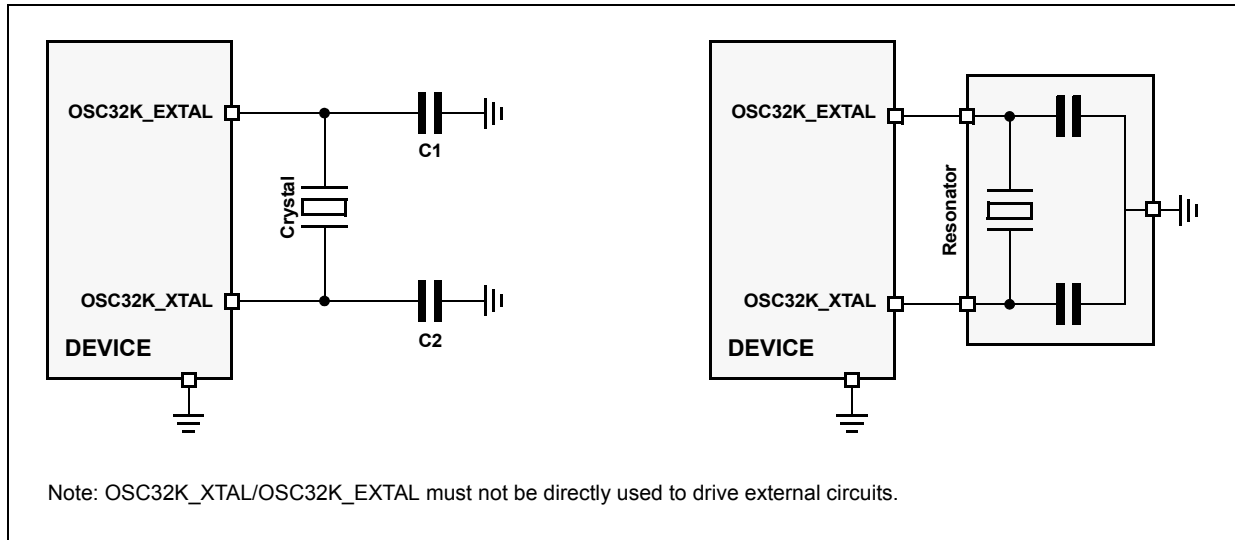 OSC32K_EXTAL
C1
Crystal
OSC32K_XTAL
C2
DEVICE
OSC32K_EXTAL
Resonator
OSC32K_XTAL
DEVICE
Note: OSC32K_XTAL/OSC32K_EXTAL must not be directly used to drive external circuits.